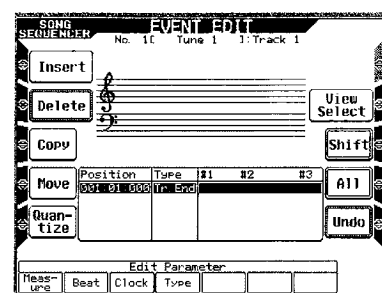 SONG
SEQUENCER
EVENT EDIT
No. 1[ Tune 1 ]:Track 1
Insert
Delete
Copy
Move
Quan-
tize
View
Select
Shift
All
Undo
Position Type #1 #2 #3
001:01:000 Tr.End
Edit Parameter
Meas-
ure
Beat
Clock
Type